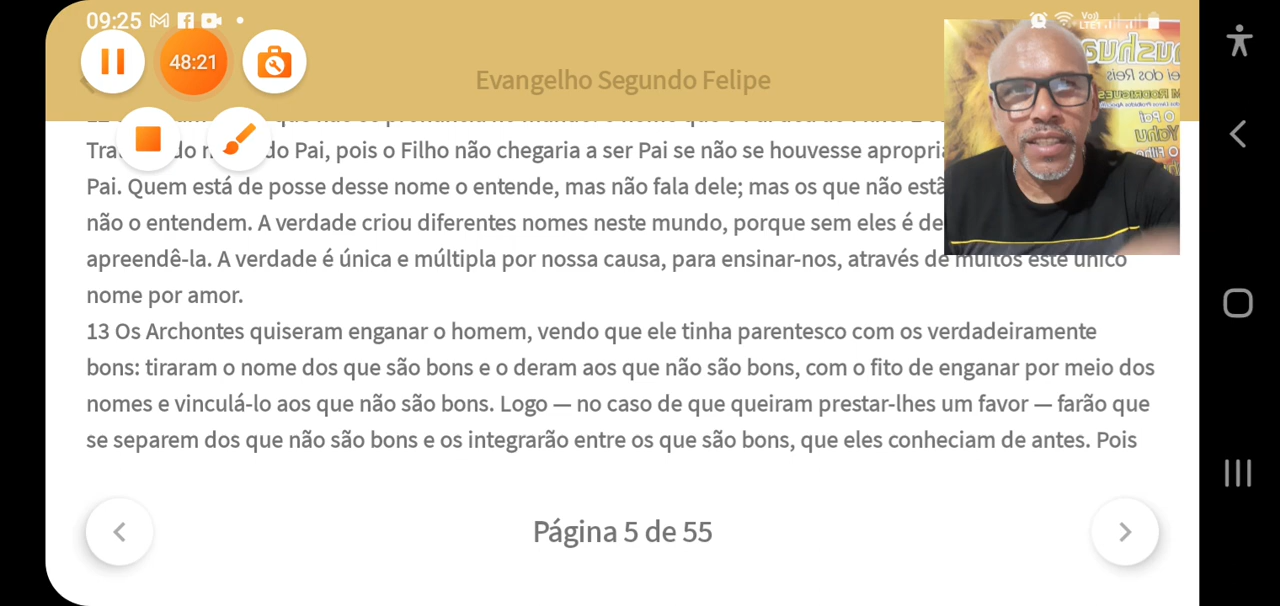 09:25
48:21
Evangelho Segundo Felipe
do Pai, pois o Filho não chegaria a ser Pai se não se houvesse
Pai. Quem está de posse desse nome o entende, mas não fala dele; mas os que não
não o entendem. A verdade criou diferentes nomes neste mundo, porque sem eles é
apreendê-la. A verdade é única e múltipla por nossa causa, para ensinar-nos, através de muitos este único
nome por amor.
13 Os Archontes quiseram enganar o homem, vendo que ele tinha parentesco com os verdadeiramente
bons: tiraram o nome dos que são bons e o deram aos que não são bons, com o fito de enganar por meio dos
nomes e vinculá-lo aos que não são bons. Logo — no caso de que queiram prestar-lhes um favor — farão que
se separem dos que não são bons e os integrarão entre os que são bons, que eles conheciam de antes. Pois
Página 5 de 55